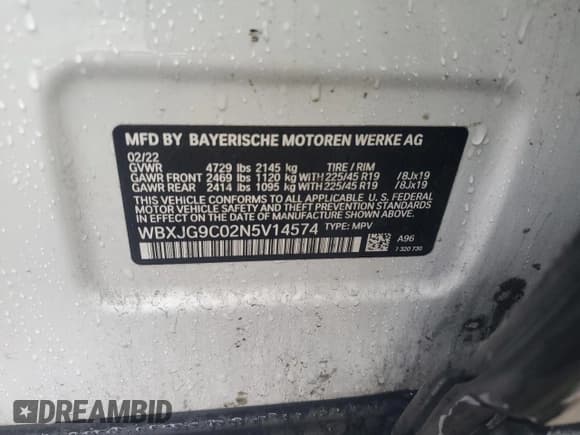 MFD BY BAYERISCHE MOTOREN WERKE AG
02/22
GVWR 4729 lbs 2145 kg TIRE / RIM
GAWR FRONT 2469 lbs 1120 kg WITH 225/45 R19 /8Jx19
GAWR REAR 2414 lbs 1095 kg WITH 225/45 R19 /8Jx19
THIS VEHICLE CONFORMS TO ALL APPLICABLE U.S. FEDERAL
MOTOR VEHICLE SAFETY AND THEFT PREVENTION STANDARDS
IN EFFECT ON THE DATE OF MANUFACTURE SHOWN ABOVE.
WBXJG9C02N5V14574 TYPE: MPV
A96
7 320 730
DREAMBID